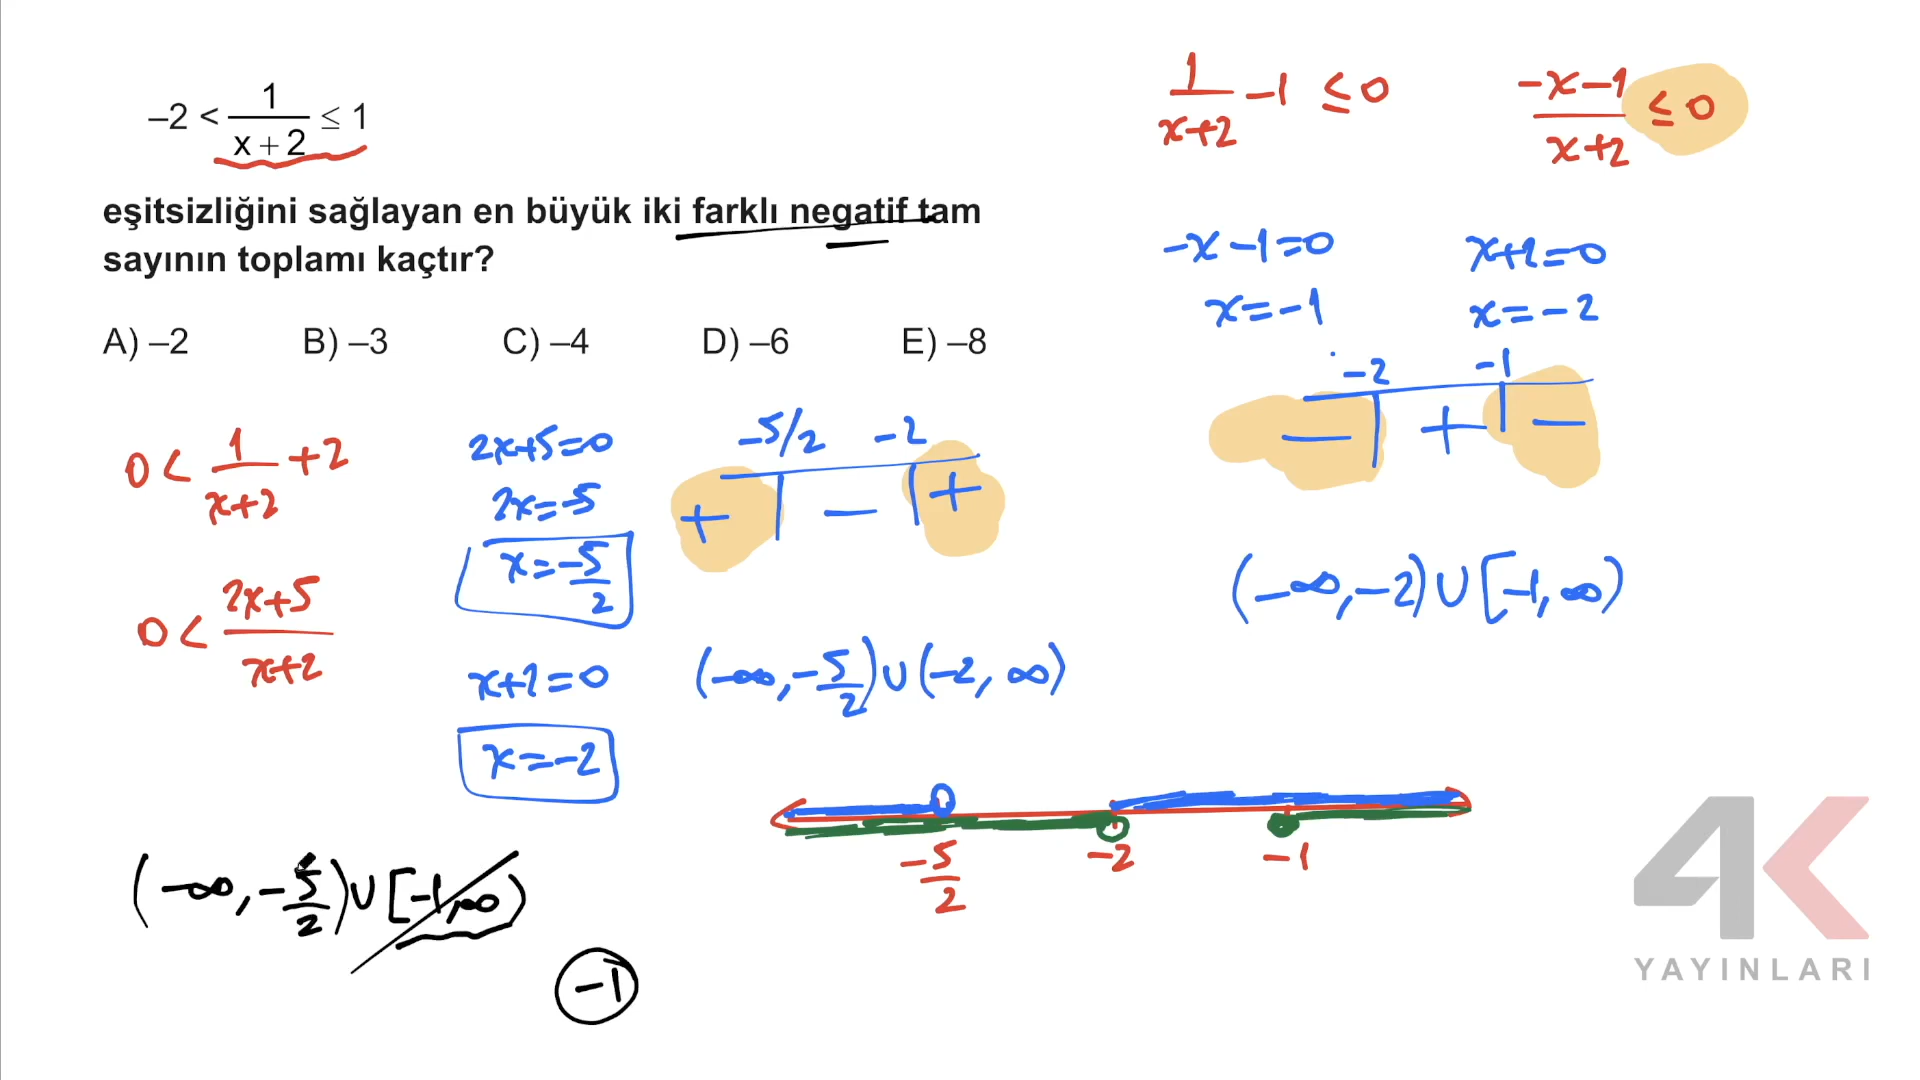 –2 < 1/(x + 2) ≤ 1
eşitsizliğini sağlayan en büyük iki farklı negatif tam
sayının toplamı kaçtır?
A) –2 B) –3 C) –4 D) –6 E) –8
0 < 1/(x+2) + 2
0 < (2x+5)/(x+2)
2x+5=0
2x=-5
x=-5/2
x+2=0
x=-2
-5/2 -2
+ | - | +
(-∞, -5/2) ∪ (-2, ∞)
1/(x+2) -1 ≤ 0
(-x-1)/(x+2) ≤ 0
-x-1=0
x=-1
x+2=0
x=-2
-2 -1
- | + | -
(-∞, -2) ∪ [-1, ∞)
-5/2 -2 -1
(-∞, -5/2) ∪ [-1, ∞)
-1
4K
YAYINLARI